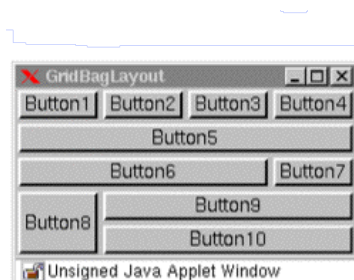 GridBagLayout
Button1 Button2 Button3 Button4
Button5
Button6 Button7
Button8 Button9
Button10
Unsigned Java Applet Window